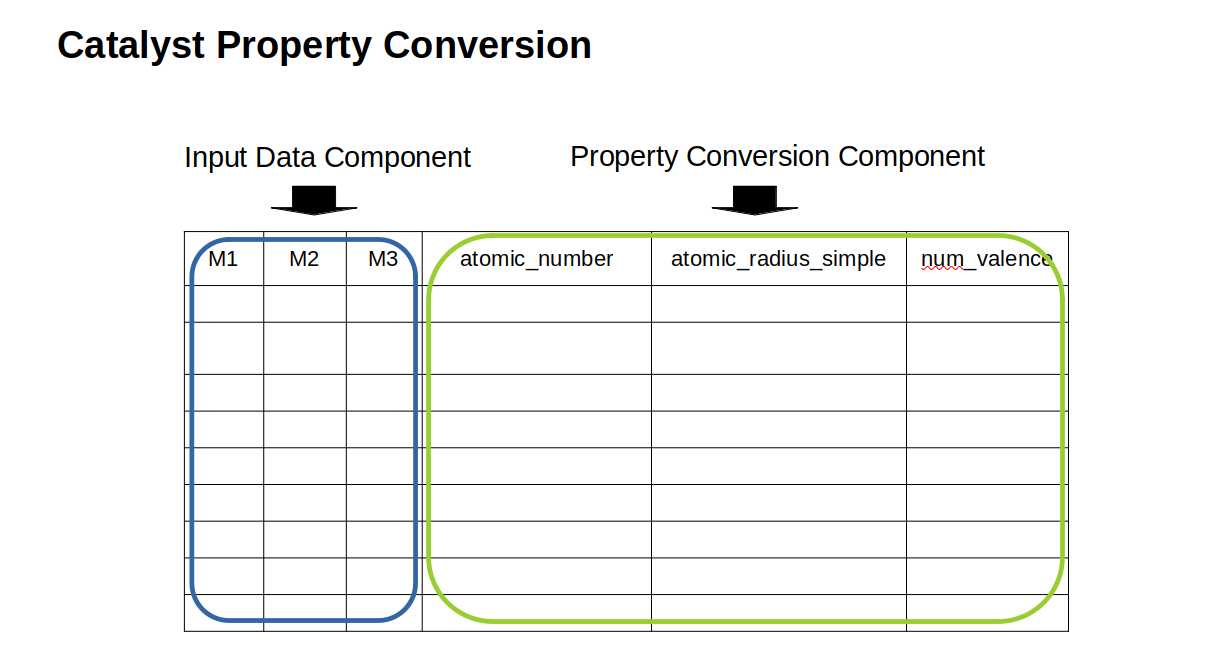 Catalyst Property Conversion
Input Data Component
Property Conversion Component
M1 M2 M3 atomic_number atomic_radius_simple num_valence